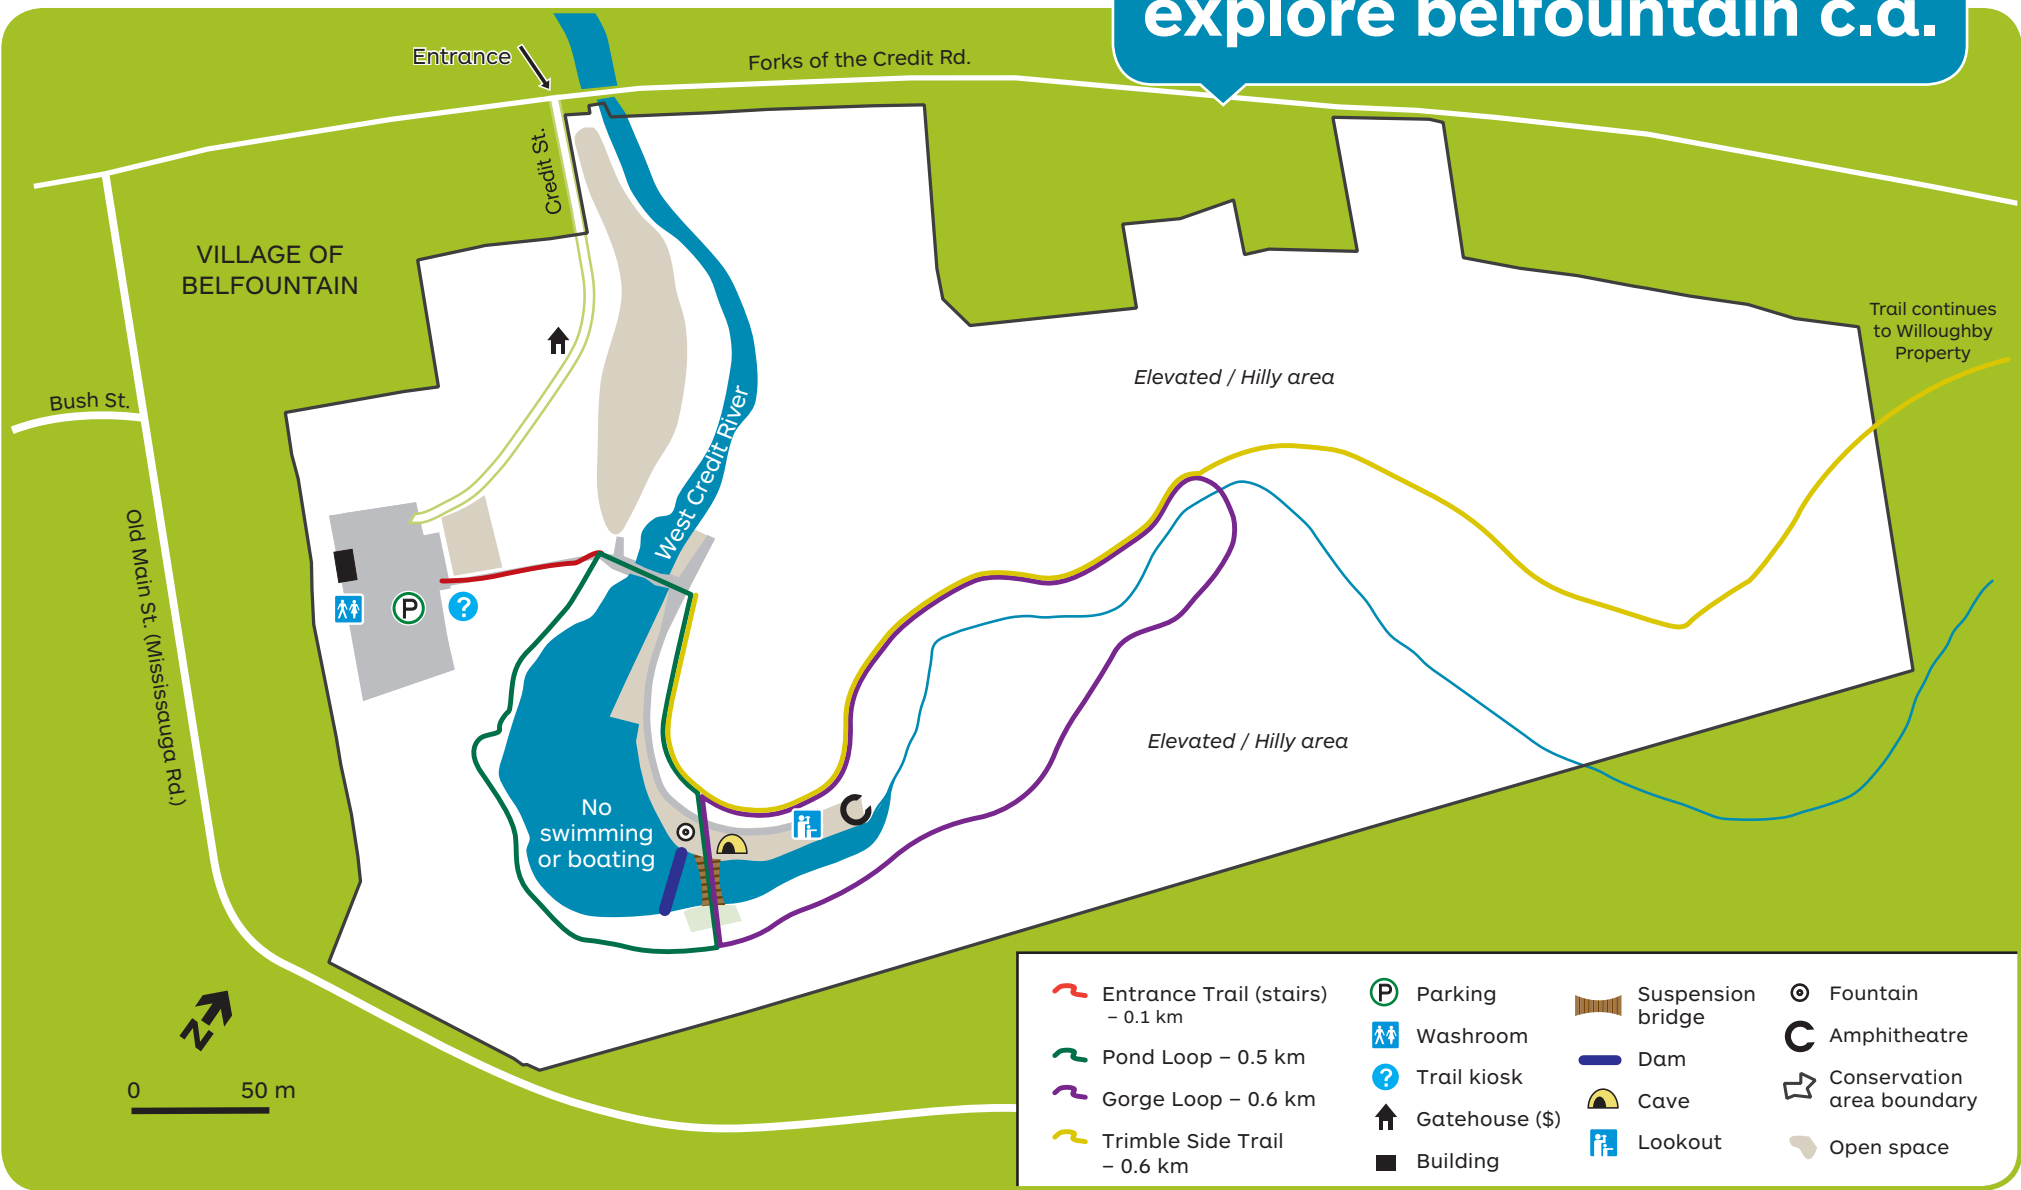 explore belfountain c.a.
Entrance
Forks of the Credit Rd.
Credit St.
VILLAGE OF
BELFOUNTAIN
Trail continues
to Willoughby
Property
Elevated / Hilly area
Bush St.
West Credit River
Old Main St. (Mississauga Rd.)
P
?
Elevated / Hilly area
No
swimming
or boating
N
0 50 m
Entrance Trail (stairs)
– 0.1 km
Pond Loop – 0.5 km
Gorge Loop – 0.6 km
Trimble Side Trail
– 0.6 km
P Parking
Washroom
? Trail kiosk
Gatehouse ($)
Building
Suspension
bridge
Dam
Cave
Lookout
Fountain
Amphitheatre
Conservation
area boundary
Open space